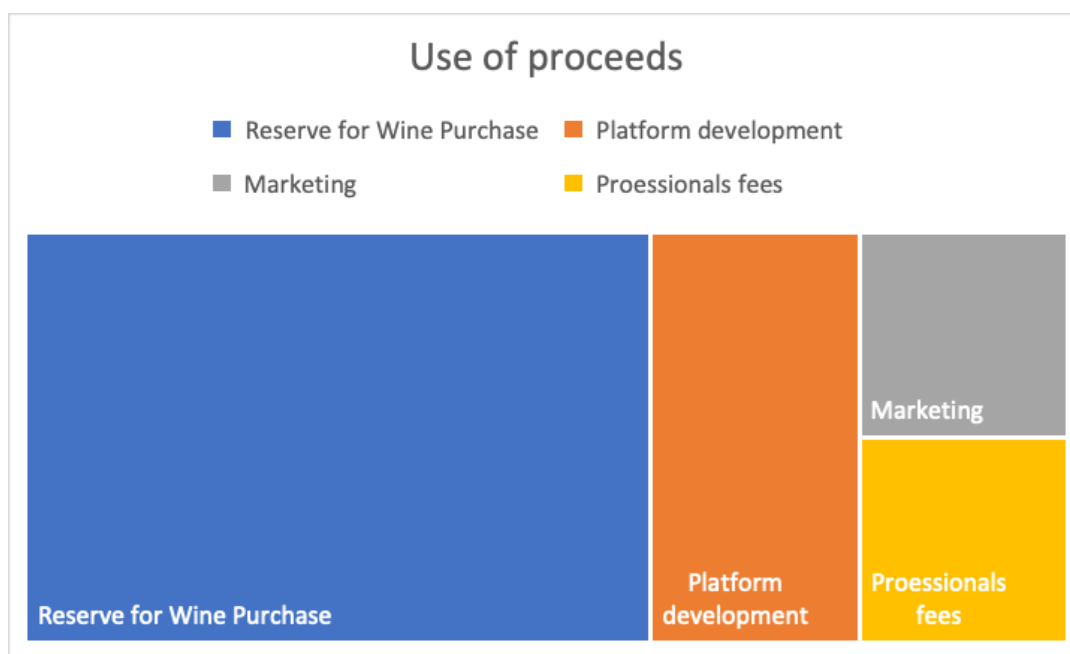 Use of proceeds
Reserve for Wine Purchase
Platform development
Marketing
Proessionals fees
Marketing
Reserve for Wine Purchase
Platform
development
Proessionals
fees